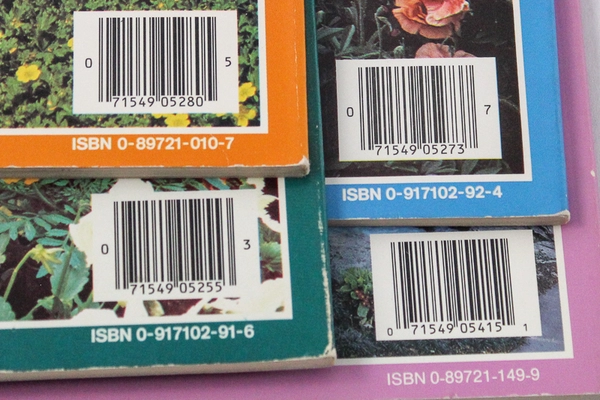 0 71549 05280 5
ISBN 0-89721-010-7
0 71549 05273 7
ISBN 0-917102-92-4
0 71549 05255 3
ISBN 0-917102-91-6
0 71549 05415 1
ISBN 0-89721-149-9